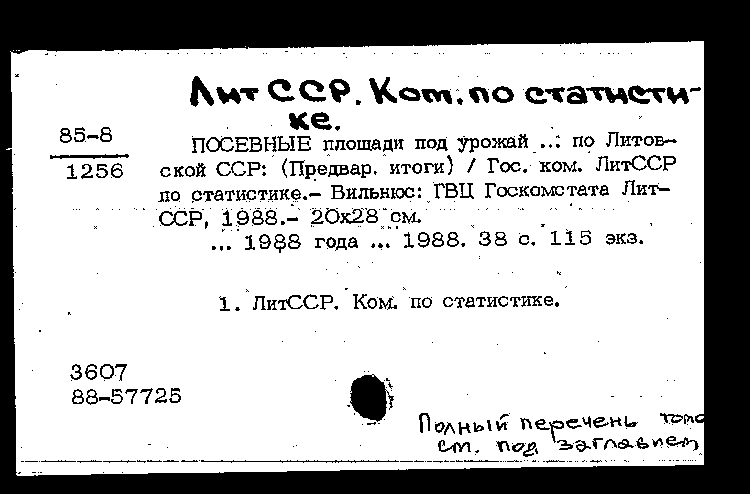 ЛитССР. Ком. по статисти-
ке.
85-8
1256
ПОСЕВНЫЕ площади под урожай ...: по Литов-
ской ССР: (Предвар. итоги) / Гос. ком. ЛитССР
по статистике.- Вильнюс: ГВЦ Госкомстата Лит-
ССР, 1988.- 20х28 см.
... 1988 года ... 1988. 38 с. 115 экз.
1. ЛитССР. Ком. по статистике.
3607
88-57725
Полный перечень томо
см. под заглавием